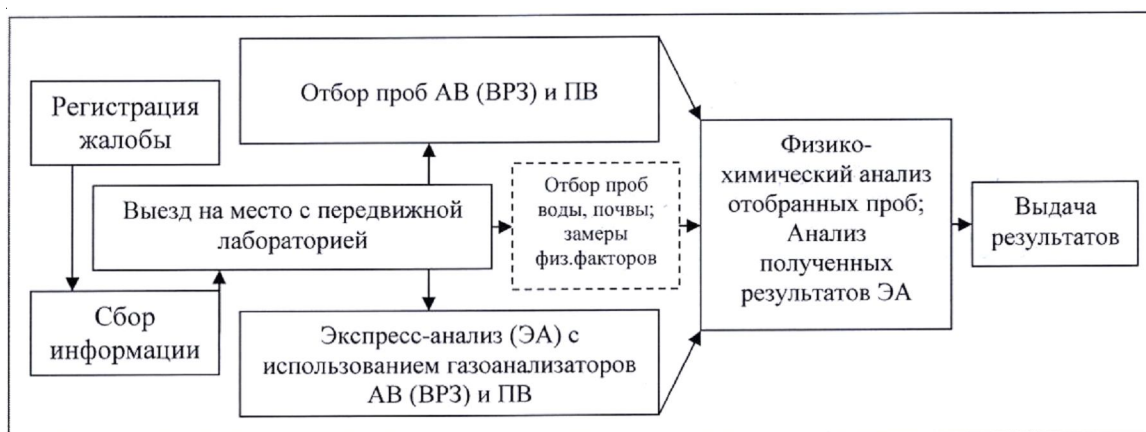 Регистрация
жалобы
Сбор
информации
Выезд на место с передвижной
лабораторией
Отбор проб АВ (ВРЗ) и ПВ
Отбор проб
воды, почвы;
замеры
физ.факторов
Экспресс-анализ (ЭА) с
использованием газоанализаторов
АВ (ВРЗ) и ПВ
Физико-
химический анализ
отобранных проб;
Анализ
полученных
результатов ЭА
Выдача
результатов